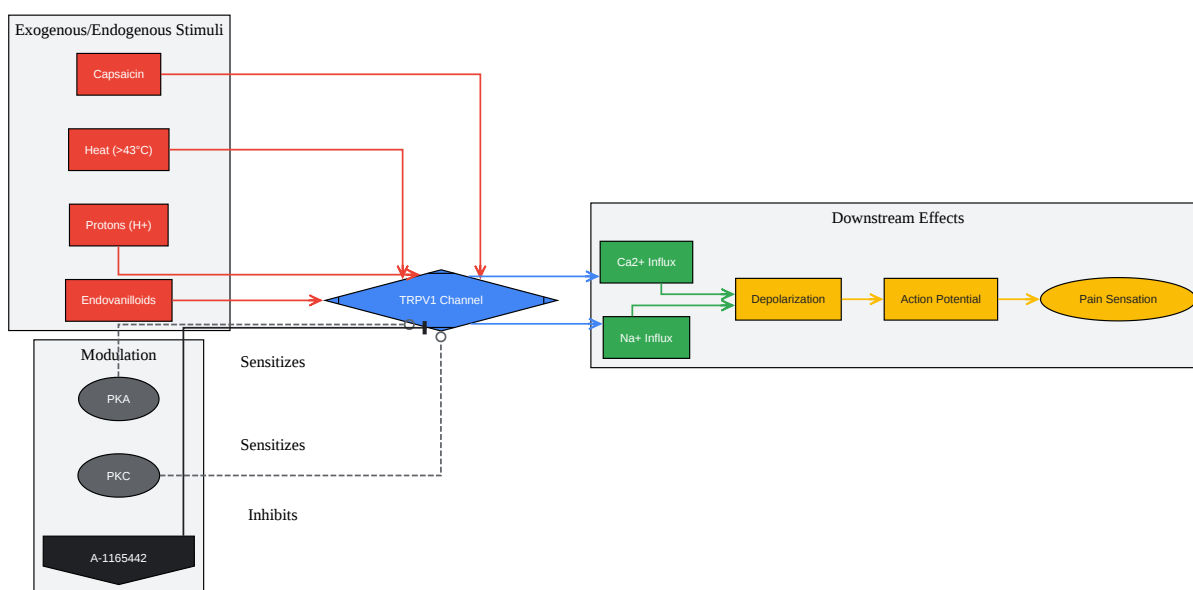 Exogenous/Endogenous Stimuli
Capsaicin
Heat (>43°C)
Protons (H+)
Endovanilloids
TRPV1 Channel
Downstream Effects
Ca2+ Influx
Na+ Influx
Depolarization
Action Potential
Pain Sensation
Modulation
PKA
PKC
A-1165442
Sensitizes
Sensitizes
Inhibits